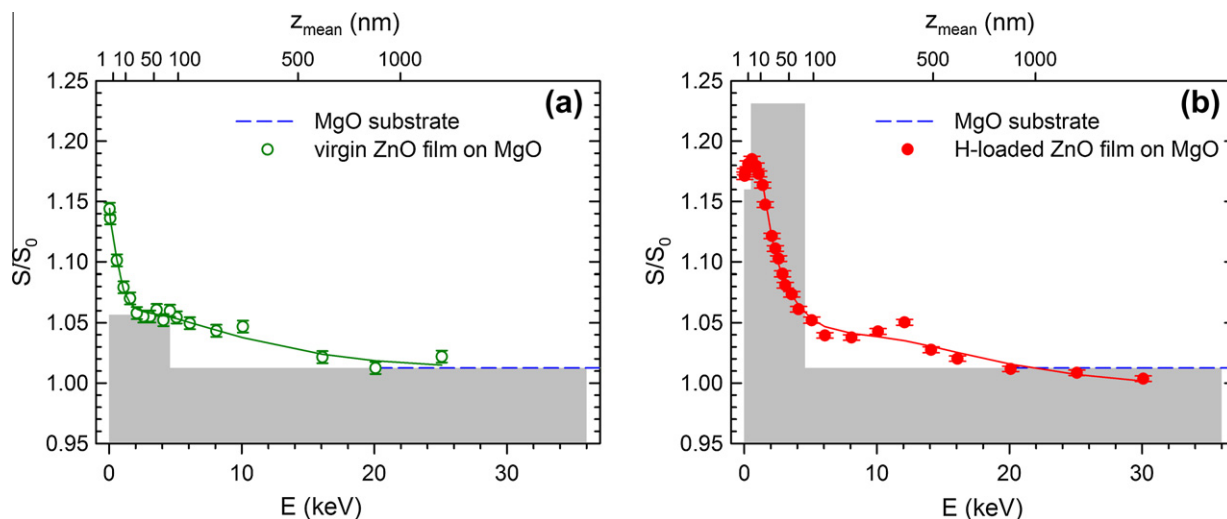 z_mean (nm)
1 10 50 100 500 1000
1.25
1.20
1.15
1.10
1.05
1.00
0.95
S/S_0
(a)
MgO substrate
virgin ZnO film on MgO
0 10 20 30
E (keV)
z_mean (nm)
1 10 50 100 500 1000
1.25
1.20
1.15
1.10
1.05
1.00
0.95
S/S_0
(b)
MgO substrate
H-loaded ZnO film on MgO
0 10 20 30
E (keV)